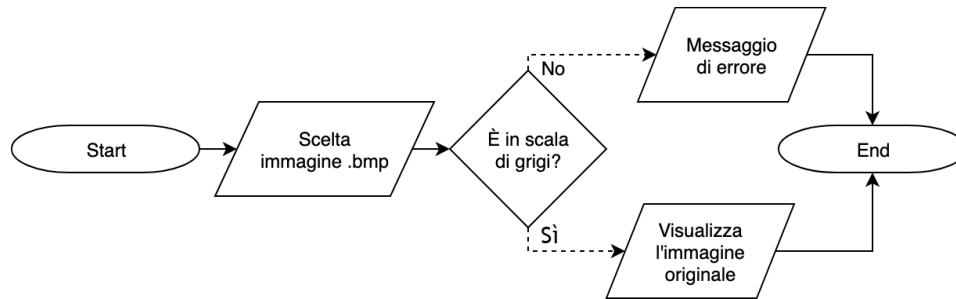 Start
Scelta
immagine .bmp
È in scala
di grigi?
No
Messaggio
di errore
Sì
Visualizza
l'immagine
originale
End